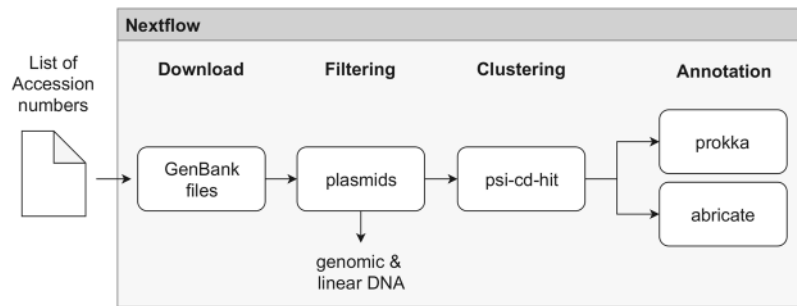 Nextflow
List of
Accession
numbers
Download
Filtering
Clustering
Annotation
GenBank
files
plasmids
psi-cd-hit
prokka
abricate
genomic &
linear DNA